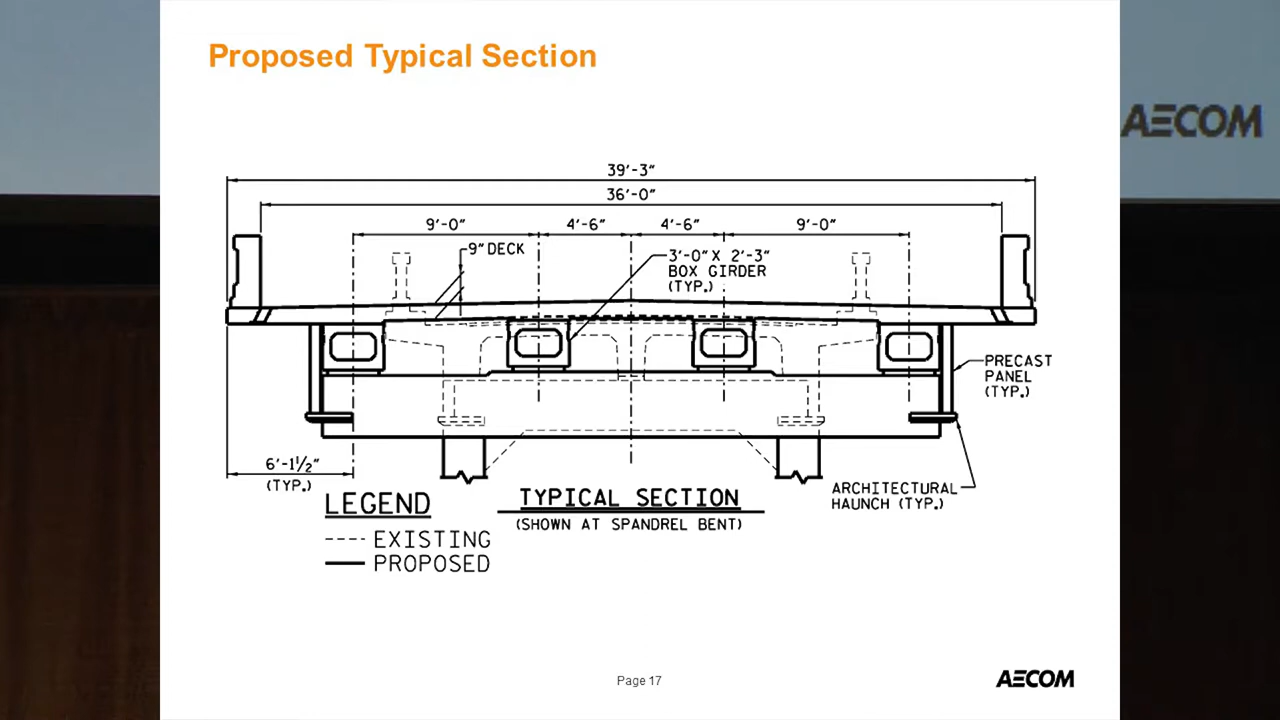 Proposed Typical Section
AECOM
39'-3"
36'-0"
9'-0"
4'-6"
4'-6"
9'-0"
9" DECK
3'-0" X 2'-3"
BOX GIRDER
(TYP.)
PRECAST
PANEL
(TYP.)
6'-1½"
(TYP.)
ARCHITECTURAL
HAUNCH (TYP.)
LEGEND
EXISTING
PROPOSED
TYPICAL SECTION
(SHOWN AT SPANDREL BENT)
Page 17
AECOM